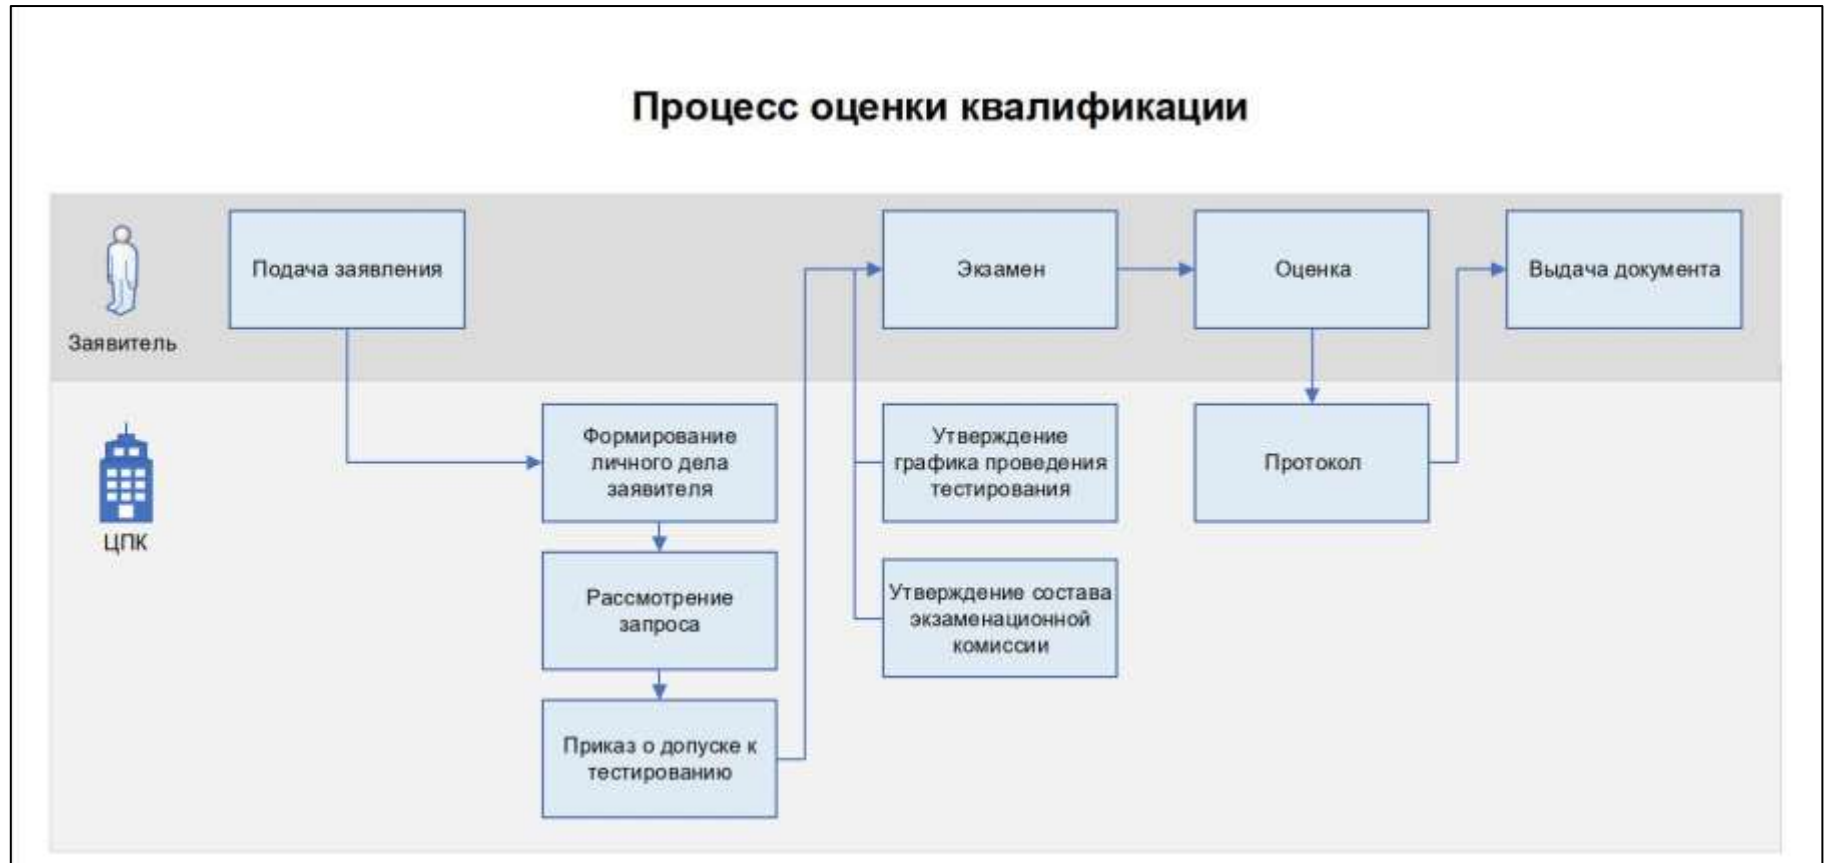 Процесс оценки квалификации
Подача заявления
Экзамен
Оценка
Выдача документа
Заявитель
Формирование
личного дела
заявителя
Утверждение
графика проведения
тестирования
Протокол
ЦПК
Рассмотрение
запроса
Утверждение состава
экзаменационной
комиссии
Приказ о допуске к
тестированию